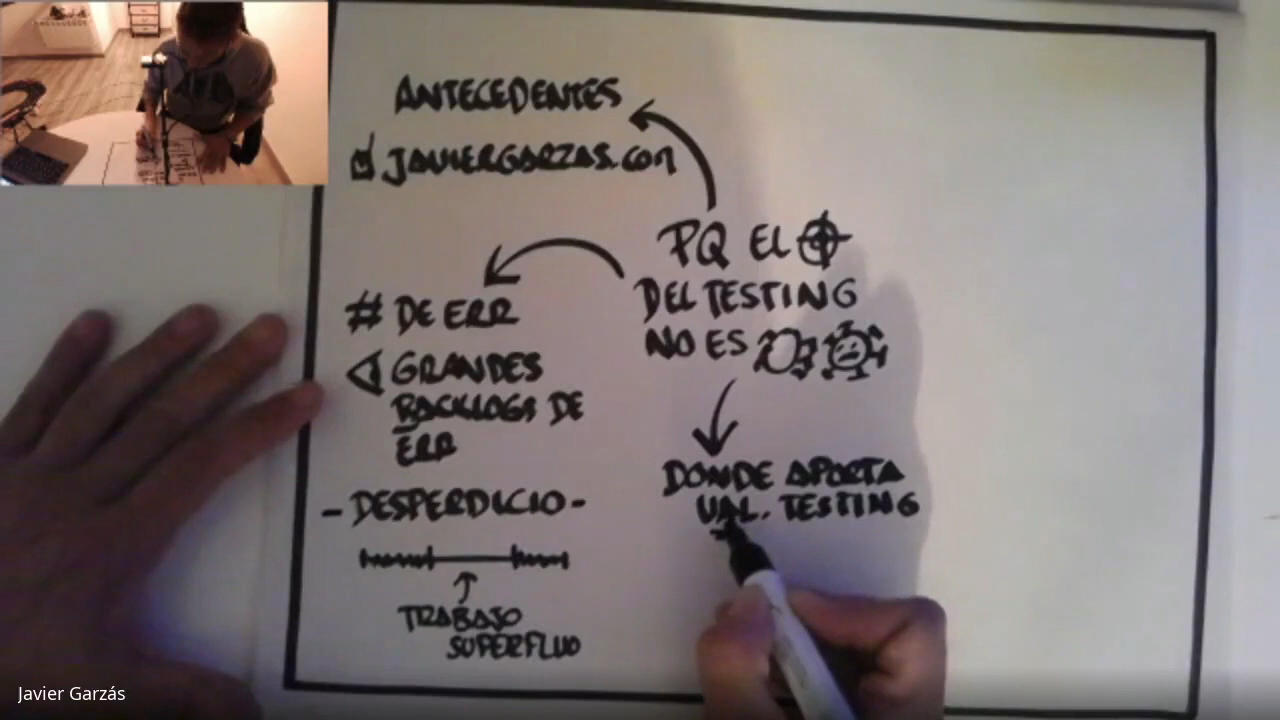 ANTECEDENTES
JAVIERGARZAS.COM
PQ EL
DEL TESTING
NO ES
# DE ERR
GRANDES
BACKLOGS DE
ERR
- DESPERDICIO -
TRABAJO
SUPERFLUO
DONDE APORTA
VAL. TESTING
Javier Garzás